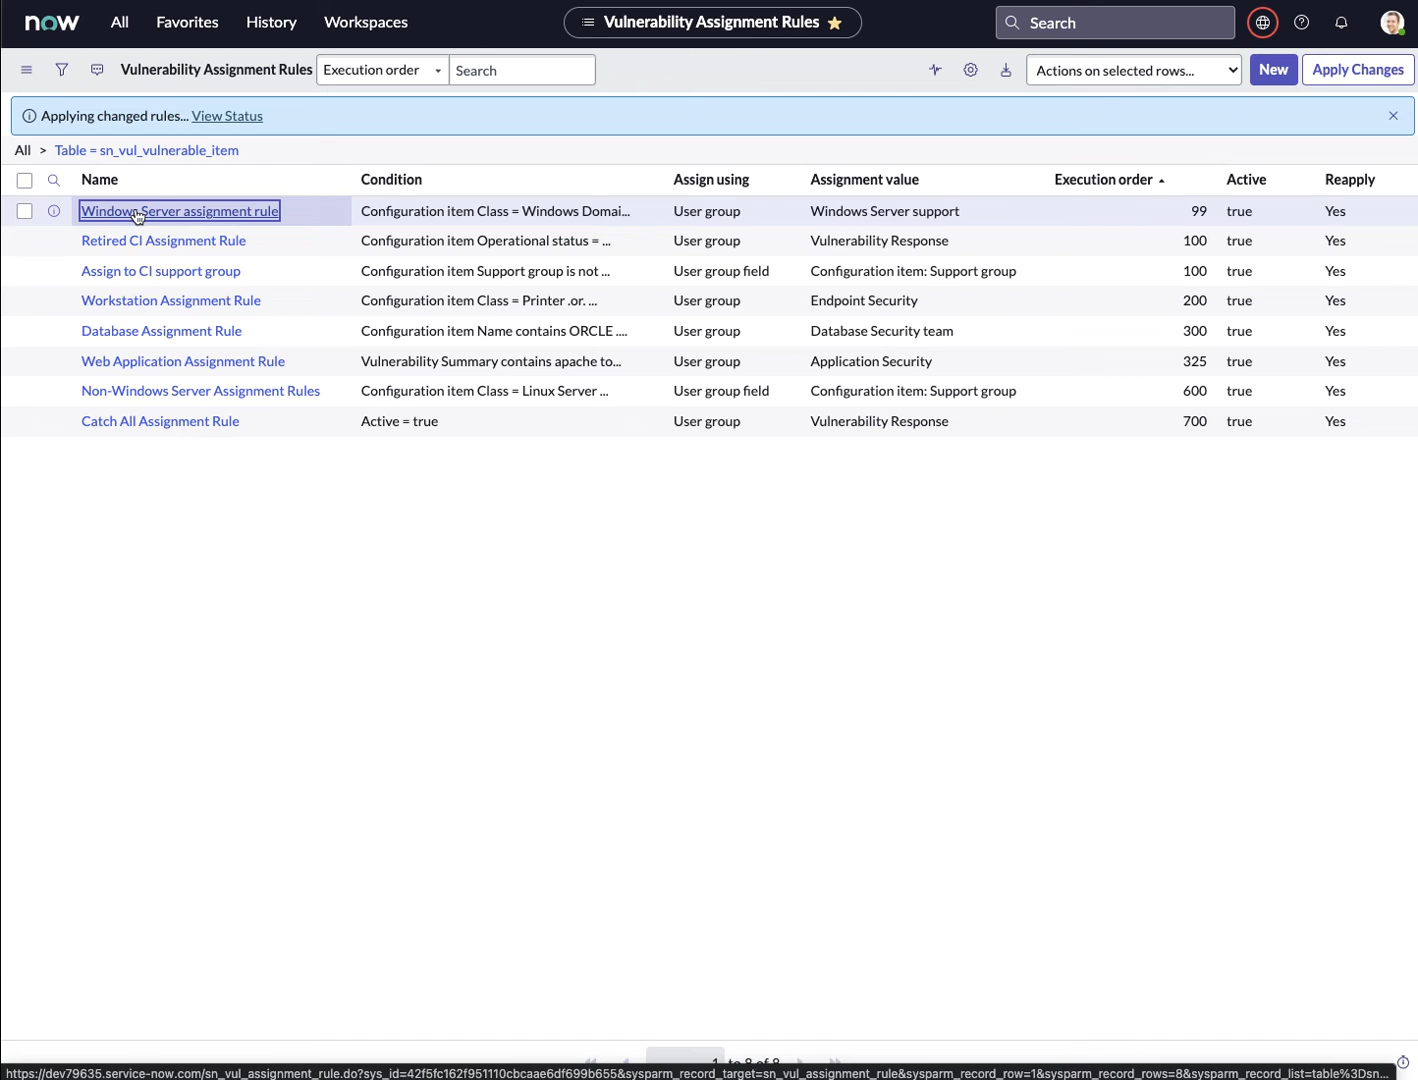 now All Favorites History Workspaces Vulnerability Assignment Rules Search
Vulnerability Assignment Rules Execution order Search Actions on selected rows... New Apply Changes
Applying changed rules... View Status
All > Table = sn_vul_vulnerable_item
Name Condition Assign using Assignment value Execution order Active Reapply
Windows Server assignment rule Configuration item Class = Windows Domai... User group Windows Server support 99 true Yes
Retired CI Assignment Rule Configuration item Operational status = ... User group Vulnerability Response 100 true Yes
Assign to CI support group Configuration item Support group is not ... User group field Configuration item: Support group 100 true Yes
Workstation Assignment Rule Configuration item Class = Printer .or. ... User group Endpoint Security 200 true Yes
Database Assignment Rule Configuration item Name contains ORCLE .... User group Database Security team 300 true Yes
Web Application Assignment Rule Vulnerability Summary contains apache to... User group Application Security 325 true Yes
Non-Windows Server Assignment Rules Configuration item Class = Linux Server ... User group field Configuration item: Support group 600 true Yes
Catch All Assignment Rule Active = true User group Vulnerability Response 700 true Yes
1 to 8 of 8
https://dev79635.service-now.com/sn_vul_assignment_rule.do?sys_id=42f5fc162f951110cbcaae6df699b655&sysparm_record_target=sn_vul_assignment_rule&sysparm_record_row=1&sysparm_record_rows=8&sysparm_record_list=table%3Dsn...